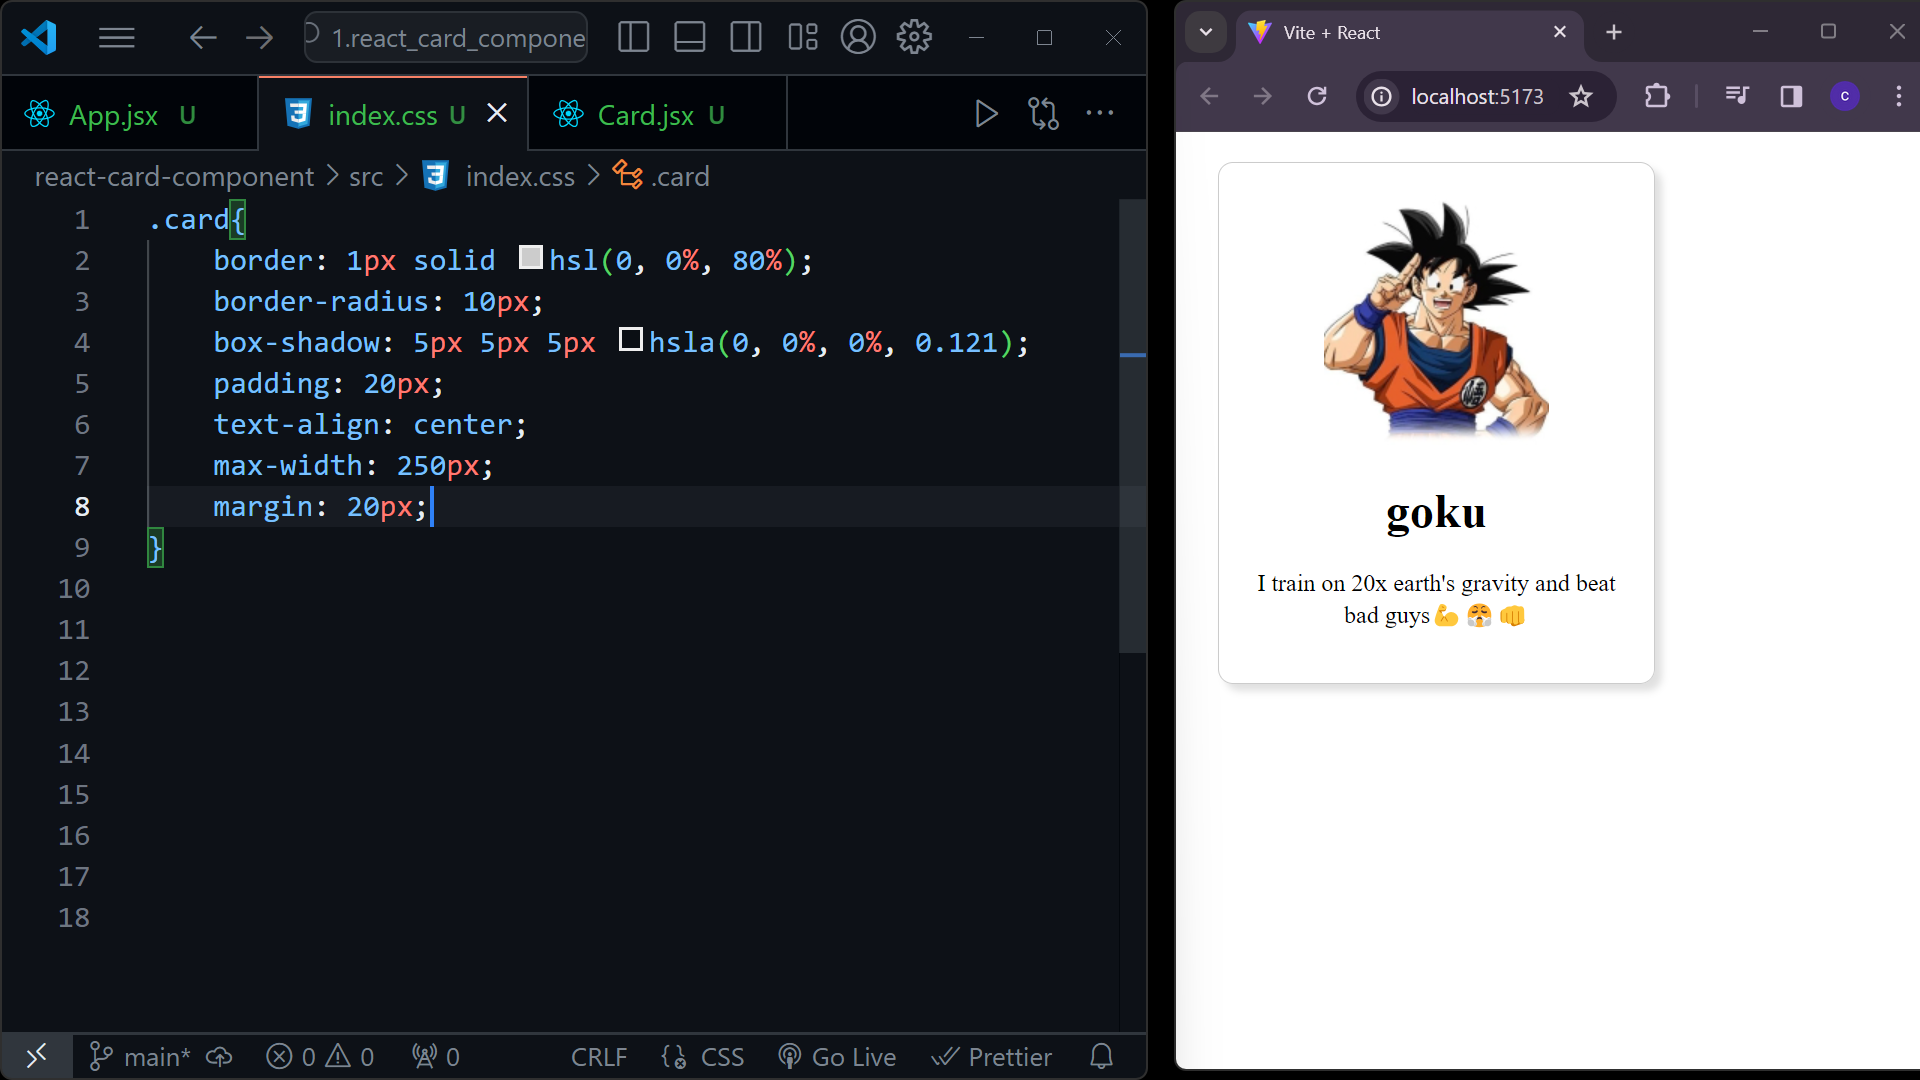 1.react_card_compone
App.jsx U
index.css U
Card.jsx U
react-card-component > src > index.css > .card
1 .card{
2 border: 1px solid hsl(0, 0%, 80%);
3 border-radius: 10px;
4 box-shadow: 5px 5px 5px hsla(0, 0%, 0%, 0.121);
5 padding: 20px;
6 text-align: center;
7 max-width: 250px;
8 margin: 20px;
9 }
10
11
12
13
14
15
16
17
18
main* 0 0 0 CRLF CSS Go Live Prettier
Vite + React
localhost:5173
c
goku
I train on 20x earth's gravity and beat
bad guys💪 😤 👊